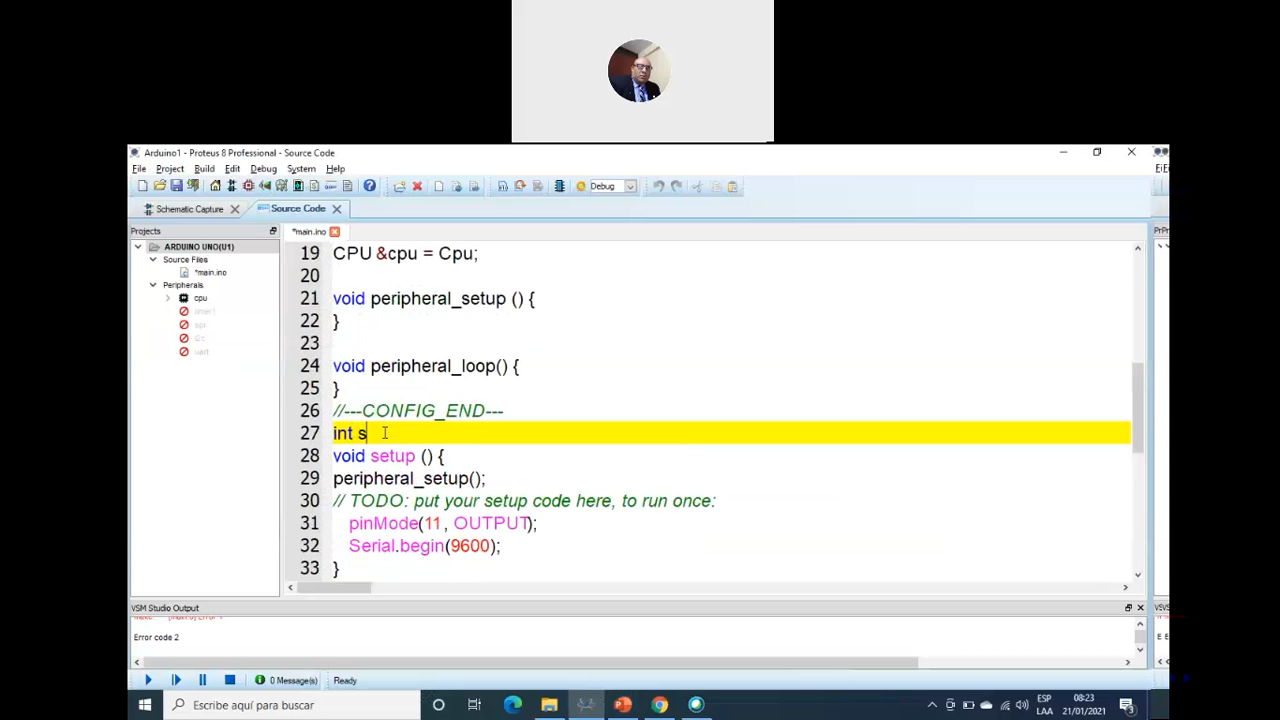 Arduino1 - Proteus 8 Professional - Source Code
File Project Build Edit Debug System Help
Debug
Schematic Capture
Source Code
Projects
*main.ino
ARDUINO UNO(U1)
Source Files
*main.ino
Peripherals
cpu
timer1
spi
uart
19 CPU &cpu = Cpu;
20
21 void peripheral_setup () {
22 }
23
24 void peripheral_loop() {
25 }
26 //---CONFIG_END---
27 int s
28 void setup () {
29 peripheral_setup();
30 // TODO: put your setup code here, to run once:
31 pinMode(11, OUTPUT);
32 Serial.begin(9600);
33 }
VSM Studio Output
Error code 2
0 Message(s)
Ready
Escribe aquí para buscar
ESP
LAA
08:23
21/01/2021
3